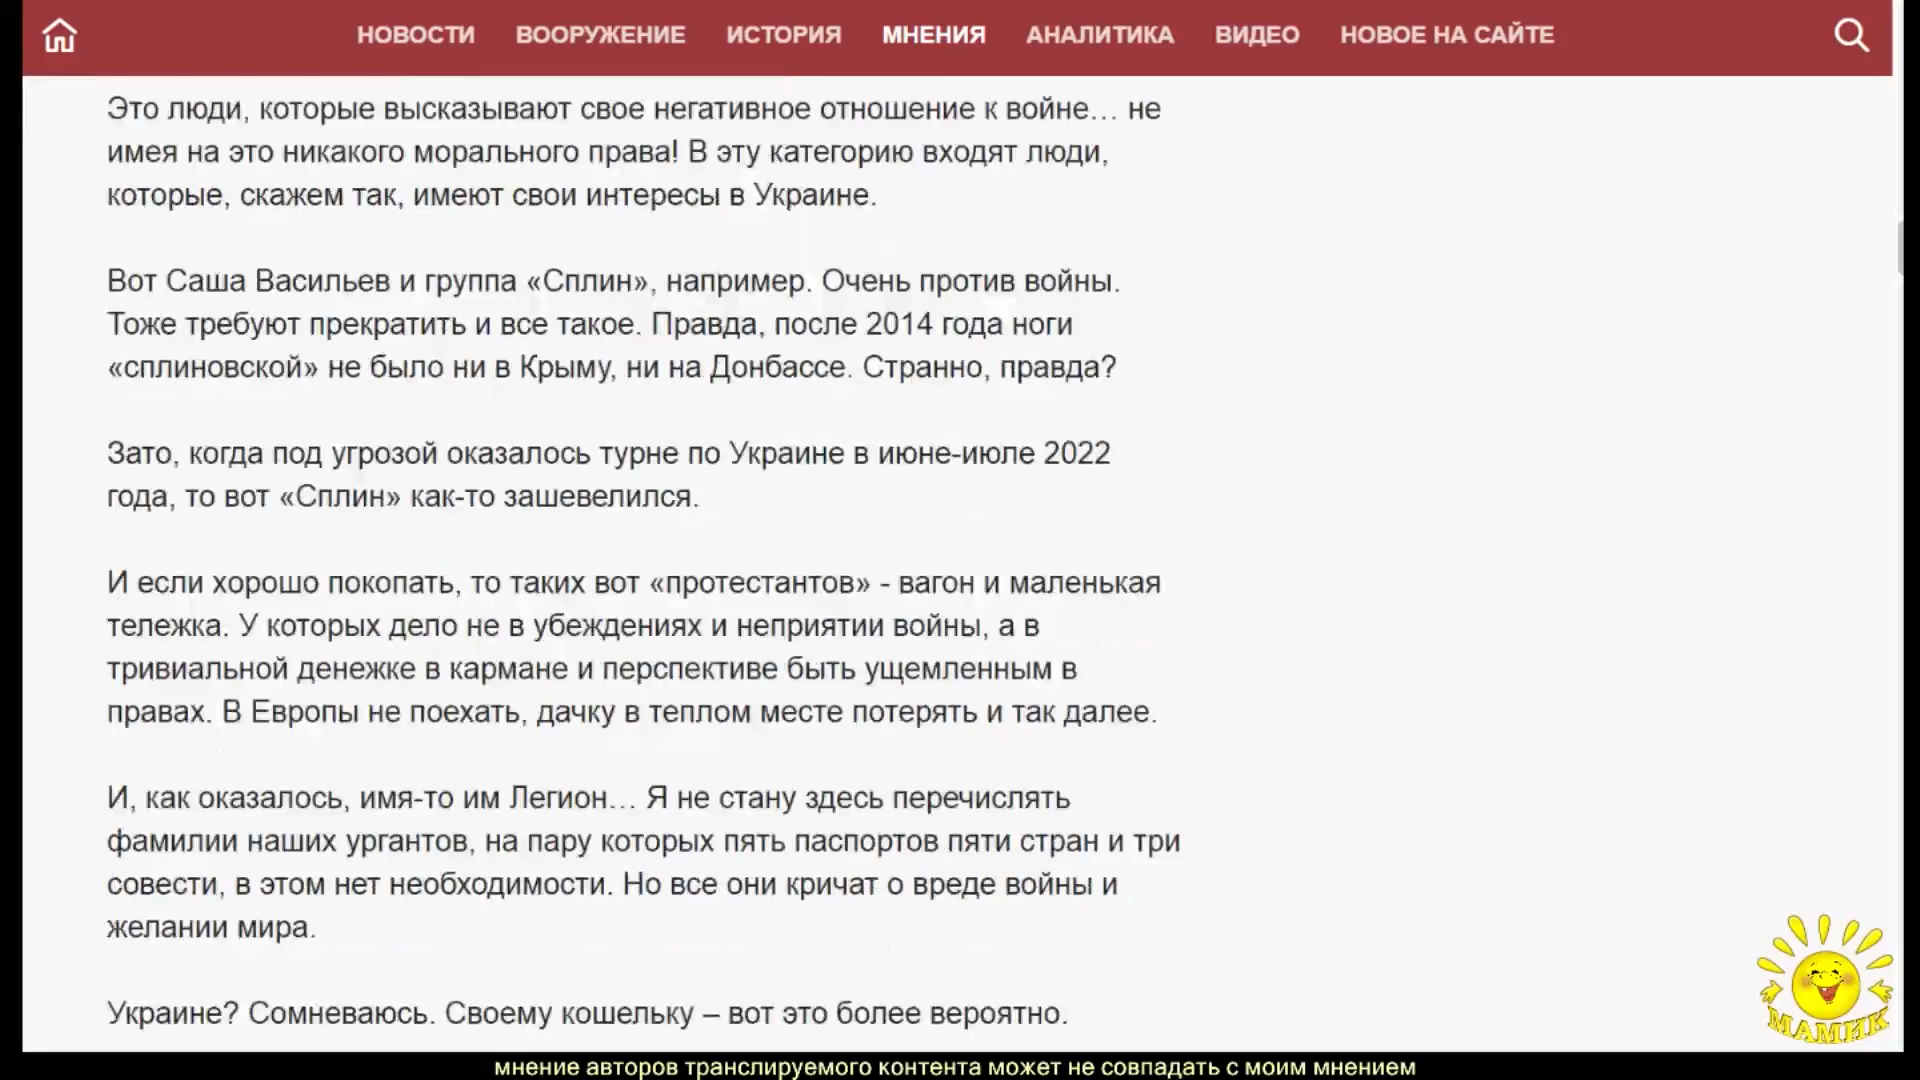 НОВОСТИ ВООРУЖЕНИЕ ИСТОРИЯ МНЕНИЯ АНАЛИТИКА ВИДЕО НОВОЕ НА САЙТЕ
Это люди, которые высказывают свое негативное отношение к войне… не
имея на это никакого морального права! В эту категорию входят люди,
которые, скажем так, имеют свои интересы в Украине.
Вот Саша Васильев и группа «Сплин», например. Очень против войны.
Тоже требуют прекратить и все такое. Правда, после 2014 года ноги
«сплиновской» не было ни в Крыму, ни на Донбассе. Странно, правда?
Зато, когда под угрозой оказалось турне по Украине в июне-июле 2022
года, то вот «Сплин» как-то зашевелился.
И если хорошо покопать, то таких вот «протестантов» - вагон и маленькая
тележка. У которых дело не в убеждениях и неприятии войны, а в
тривиальной денежке в кармане и перспективе быть ущемленным в
правах. В Европы не поехать, дачку в теплом месте потерять и так далее.
И, как оказалось, имя-то им Легион… Я не стану здесь перечислять
фамилии наших ургантов, на пару которых пять паспортов пяти стран и три
совести, в этом нет необходимости. Но все они кричат о вреде войны и
желании мира.
Украине? Сомневаюсь. Своему кошельку – вот это более вероятно.
МАМИК
мнение авторов транслируемого контента может не совпадать с моим мнением